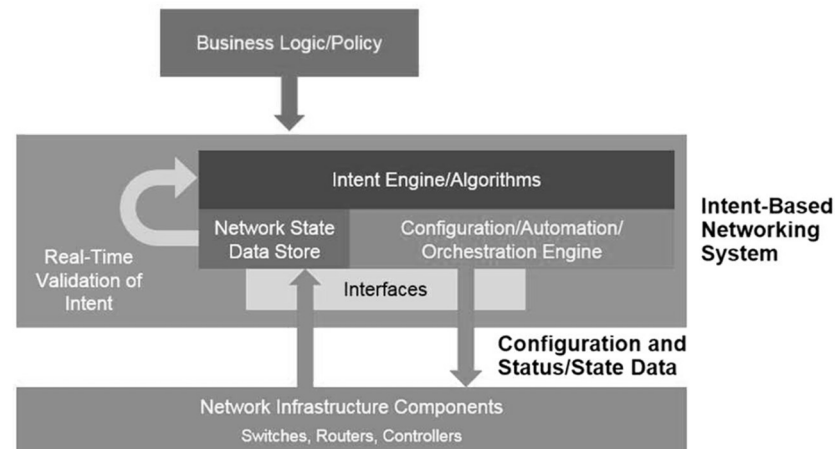 Business Logic/Policy
Intent Engine/Algorithms
Network State
Data Store
Configuration/Automation/
Orchestration Engine
Real-Time
Validation of
Intent
Interfaces
Intent-Based
Networking
System
Configuration and
Status/State Data
Network Infrastructure Components
Switches, Routers, Controllers